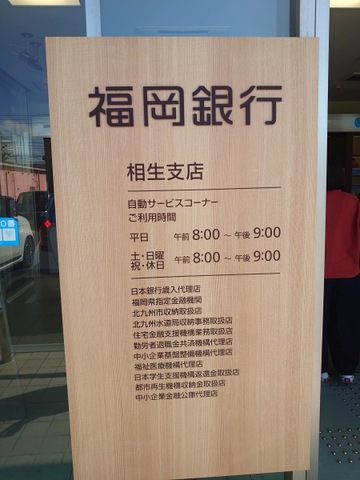 福岡銀行
相生支店
自動サービスコーナー
ご利用時間
平日 午前8:00～午後9:00
土・日曜
祝・休日 午前8:00～午後9:00
日本銀行歳入代理店
福岡県指定金融機関
北九州市収納取扱店
北九州水道局収納事務取扱店
住宅金融支援機構業務取扱店
勤労者退職金共済機構代理店
中小企業基盤整備機構代理店
福祉医療機構代理店
日本学生支援機構返還金取扱店
都市再生機構収納金取扱店
中小企業金融公庫代理店